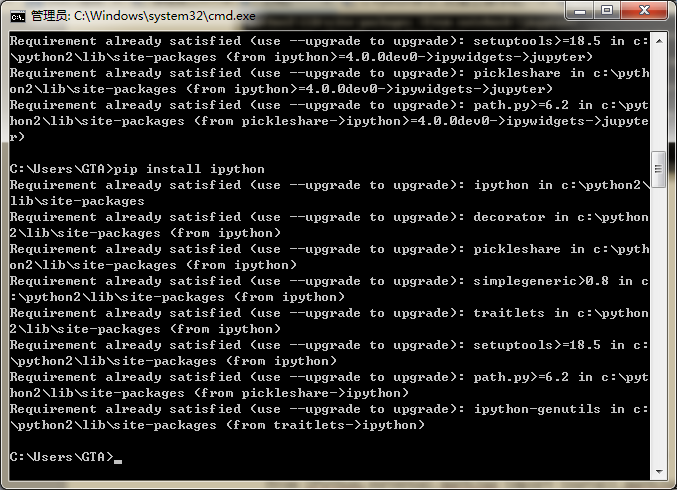 管理员: C:\Windows\system32\cmd.exe
Requirement already satisfied (use --upgrade to upgrade): setuptools>=18.5 in c:
\python2\lib\site-packages (from ipython>=4.0.0dev0->ipywidgets->jupyter)
Requirement already satisfied (use --upgrade to upgrade): pickleshare in c:\pyth
on2\lib\site-packages (from ipython>=4.0.0dev0->ipywidgets->jupyter)
Requirement already satisfied (use --upgrade to upgrade): path.py>=6.2 in c:\pyt
hon2\lib\site-packages (from pickleshare->ipython>=4.0.0dev0->ipywidgets->jupyte
r)
C:\Users\GTA>pip install ipython
Requirement already satisfied (use --upgrade to upgrade): ipython in c:\python2\
lib\site-packages
Requirement already satisfied (use --upgrade to upgrade): decorator in c:\python
2\lib\site-packages (from ipython)
Requirement already satisfied (use --upgrade to upgrade): pickleshare in c:\pyth
on2\lib\site-packages (from ipython)
Requirement already satisfied (use --upgrade to upgrade): simplegeneric>0.8 in c
:\python2\lib\site-packages (from ipython)
Requirement already satisfied (use --upgrade to upgrade): traitlets in c:\python
2\lib\site-packages (from ipython)
Requirement already satisfied (use --upgrade to upgrade): setuptools>=18.5 in c:
\python2\lib\site-packages (from ipython)
Requirement already satisfied (use --upgrade to upgrade): path.py>=6.2 in c:\pyt
hon2\lib\site-packages (from pickleshare->ipython)
Requirement already satisfied (use --upgrade to upgrade): ipython-genutils in c:
\python2\lib\site-packages (from traitlets->ipython)
C:\Users\GTA>_